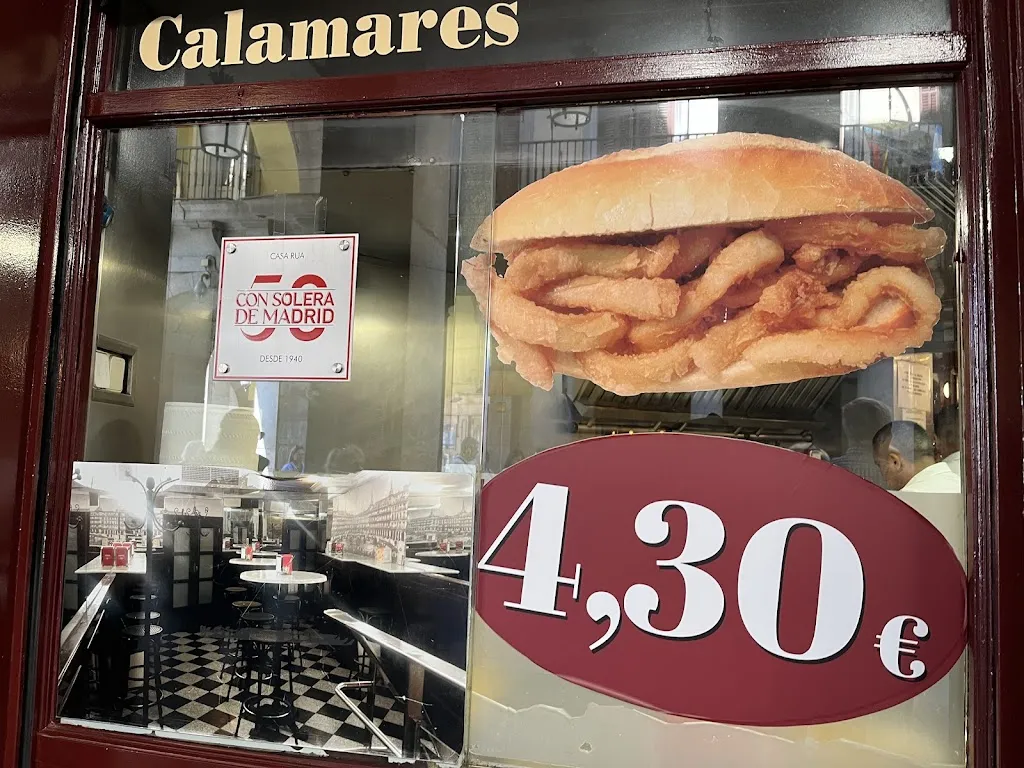 Calamares
CASA RUA
50
CON SOLERA
DE MADRID
DESDE 1940
4,30€